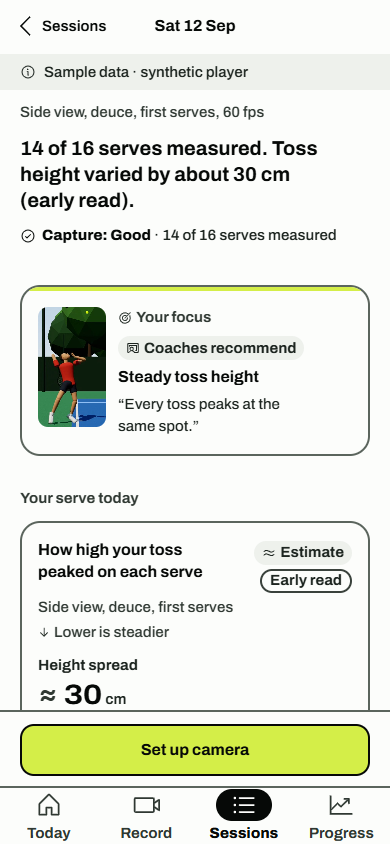 Sessions
Sat 12 Sep
Sample data · synthetic player
Side view, deuce, first serves, 60 fps
14 of 16 serves measured. Toss
height varied by about 30 cm
(early read).
Capture: Good · 14 of 16 serves measured
Your focus
Coaches recommend
Steady toss height
“Every toss peaks at the
same spot.”
Your serve today
How high your toss
peaked on each serve
≈ Estimate
Early read
Side view, deuce, first serves
↓ Lower is steadier
Height spread
≈ 30 cm
Set up camera
Today
Record
Sessions
Progress